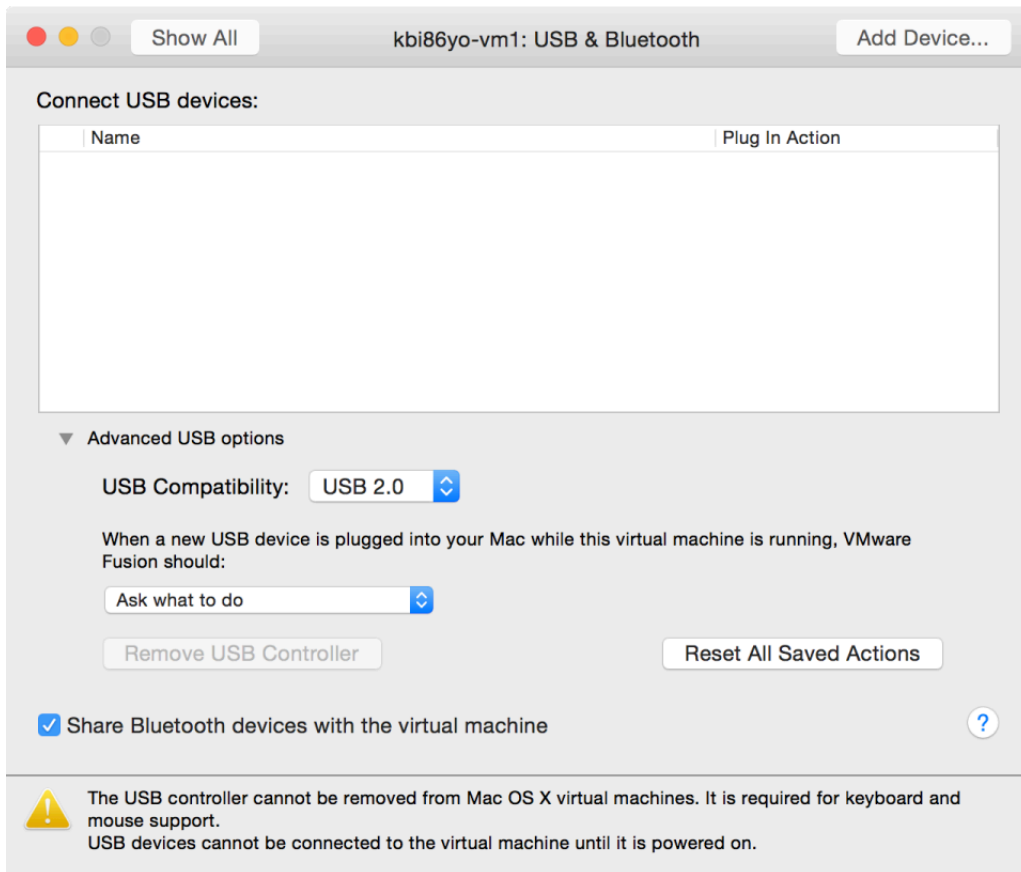 Show All
kbi86yo-vm1: USB & Bluetooth
Add Device...
Connect USB devices:
Name
Plug In Action
Advanced USB options
USB Compatibility:
USB 2.0
When a new USB device is plugged into your Mac while this virtual machine is running, VMware
Fusion should:
Ask what to do
Remove USB Controller
Reset All Saved Actions
Share Bluetooth devices with the virtual machine
?
The USB controller cannot be removed from Mac OS X virtual machines. It is required for keyboard and
mouse support.
USB devices cannot be connected to the virtual machine until it is powered on.